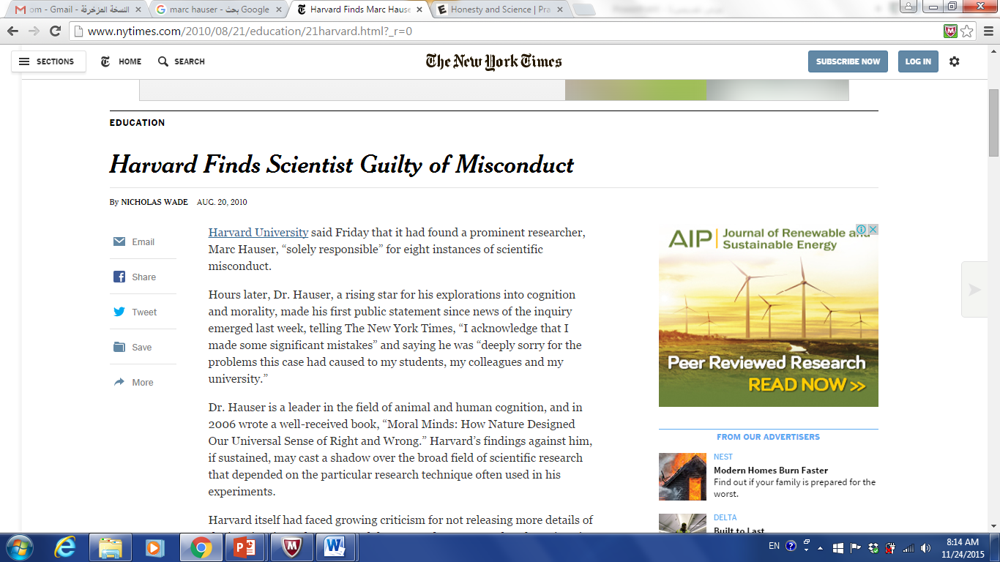 om - Gmail - النسخة المزخرفة
marc hauser - بحث Google
Harvard Finds Marc Hause
Honesty and Science | Pra
www.nytimes.com/2010/08/21/education/21harvard.html?_r=0
SECTIONS HOME SEARCH The New York Times SUBSCRIBE NOW LOG IN
EDUCATION
Harvard Finds Scientist Guilty of Misconduct
By NICHOLAS WADE AUG. 20, 2010
Email
Share
Tweet
Save
More
Harvard University said Friday that it had found a prominent researcher,
Marc Hauser, “solely responsible” for eight instances of scientific
misconduct.
Hours later, Dr. Hauser, a rising star for his explorations into cognition
and morality, made his first public statement since news of the inquiry
emerged last week, telling The New York Times, “I acknowledge that I
made some significant mistakes” and saying he was “deeply sorry for the
problems this case had caused to my students, my colleagues and my
university.”
Dr. Hauser is a leader in the field of animal and human cognition, and in
2006 wrote a well-received book, “Moral Minds: How Nature Designed
Our Universal Sense of Right and Wrong.” Harvard’s findings against him,
if sustained, may cast a shadow over the broad field of scientific research
that depended on the particular research technique often used in his
experiments.
Harvard itself had faced growing criticism for not releasing more details of
AIP Journal of Renewable and
Sustainable Energy
Peer Reviewed Research
READ NOW >>
FROM OUR ADVERTISERS
NEST
Modern Homes Burn Faster
Find out if your family is prepared for the
worst.
DELTA
Built to Last
EN
8:14 AM
11/24/2015